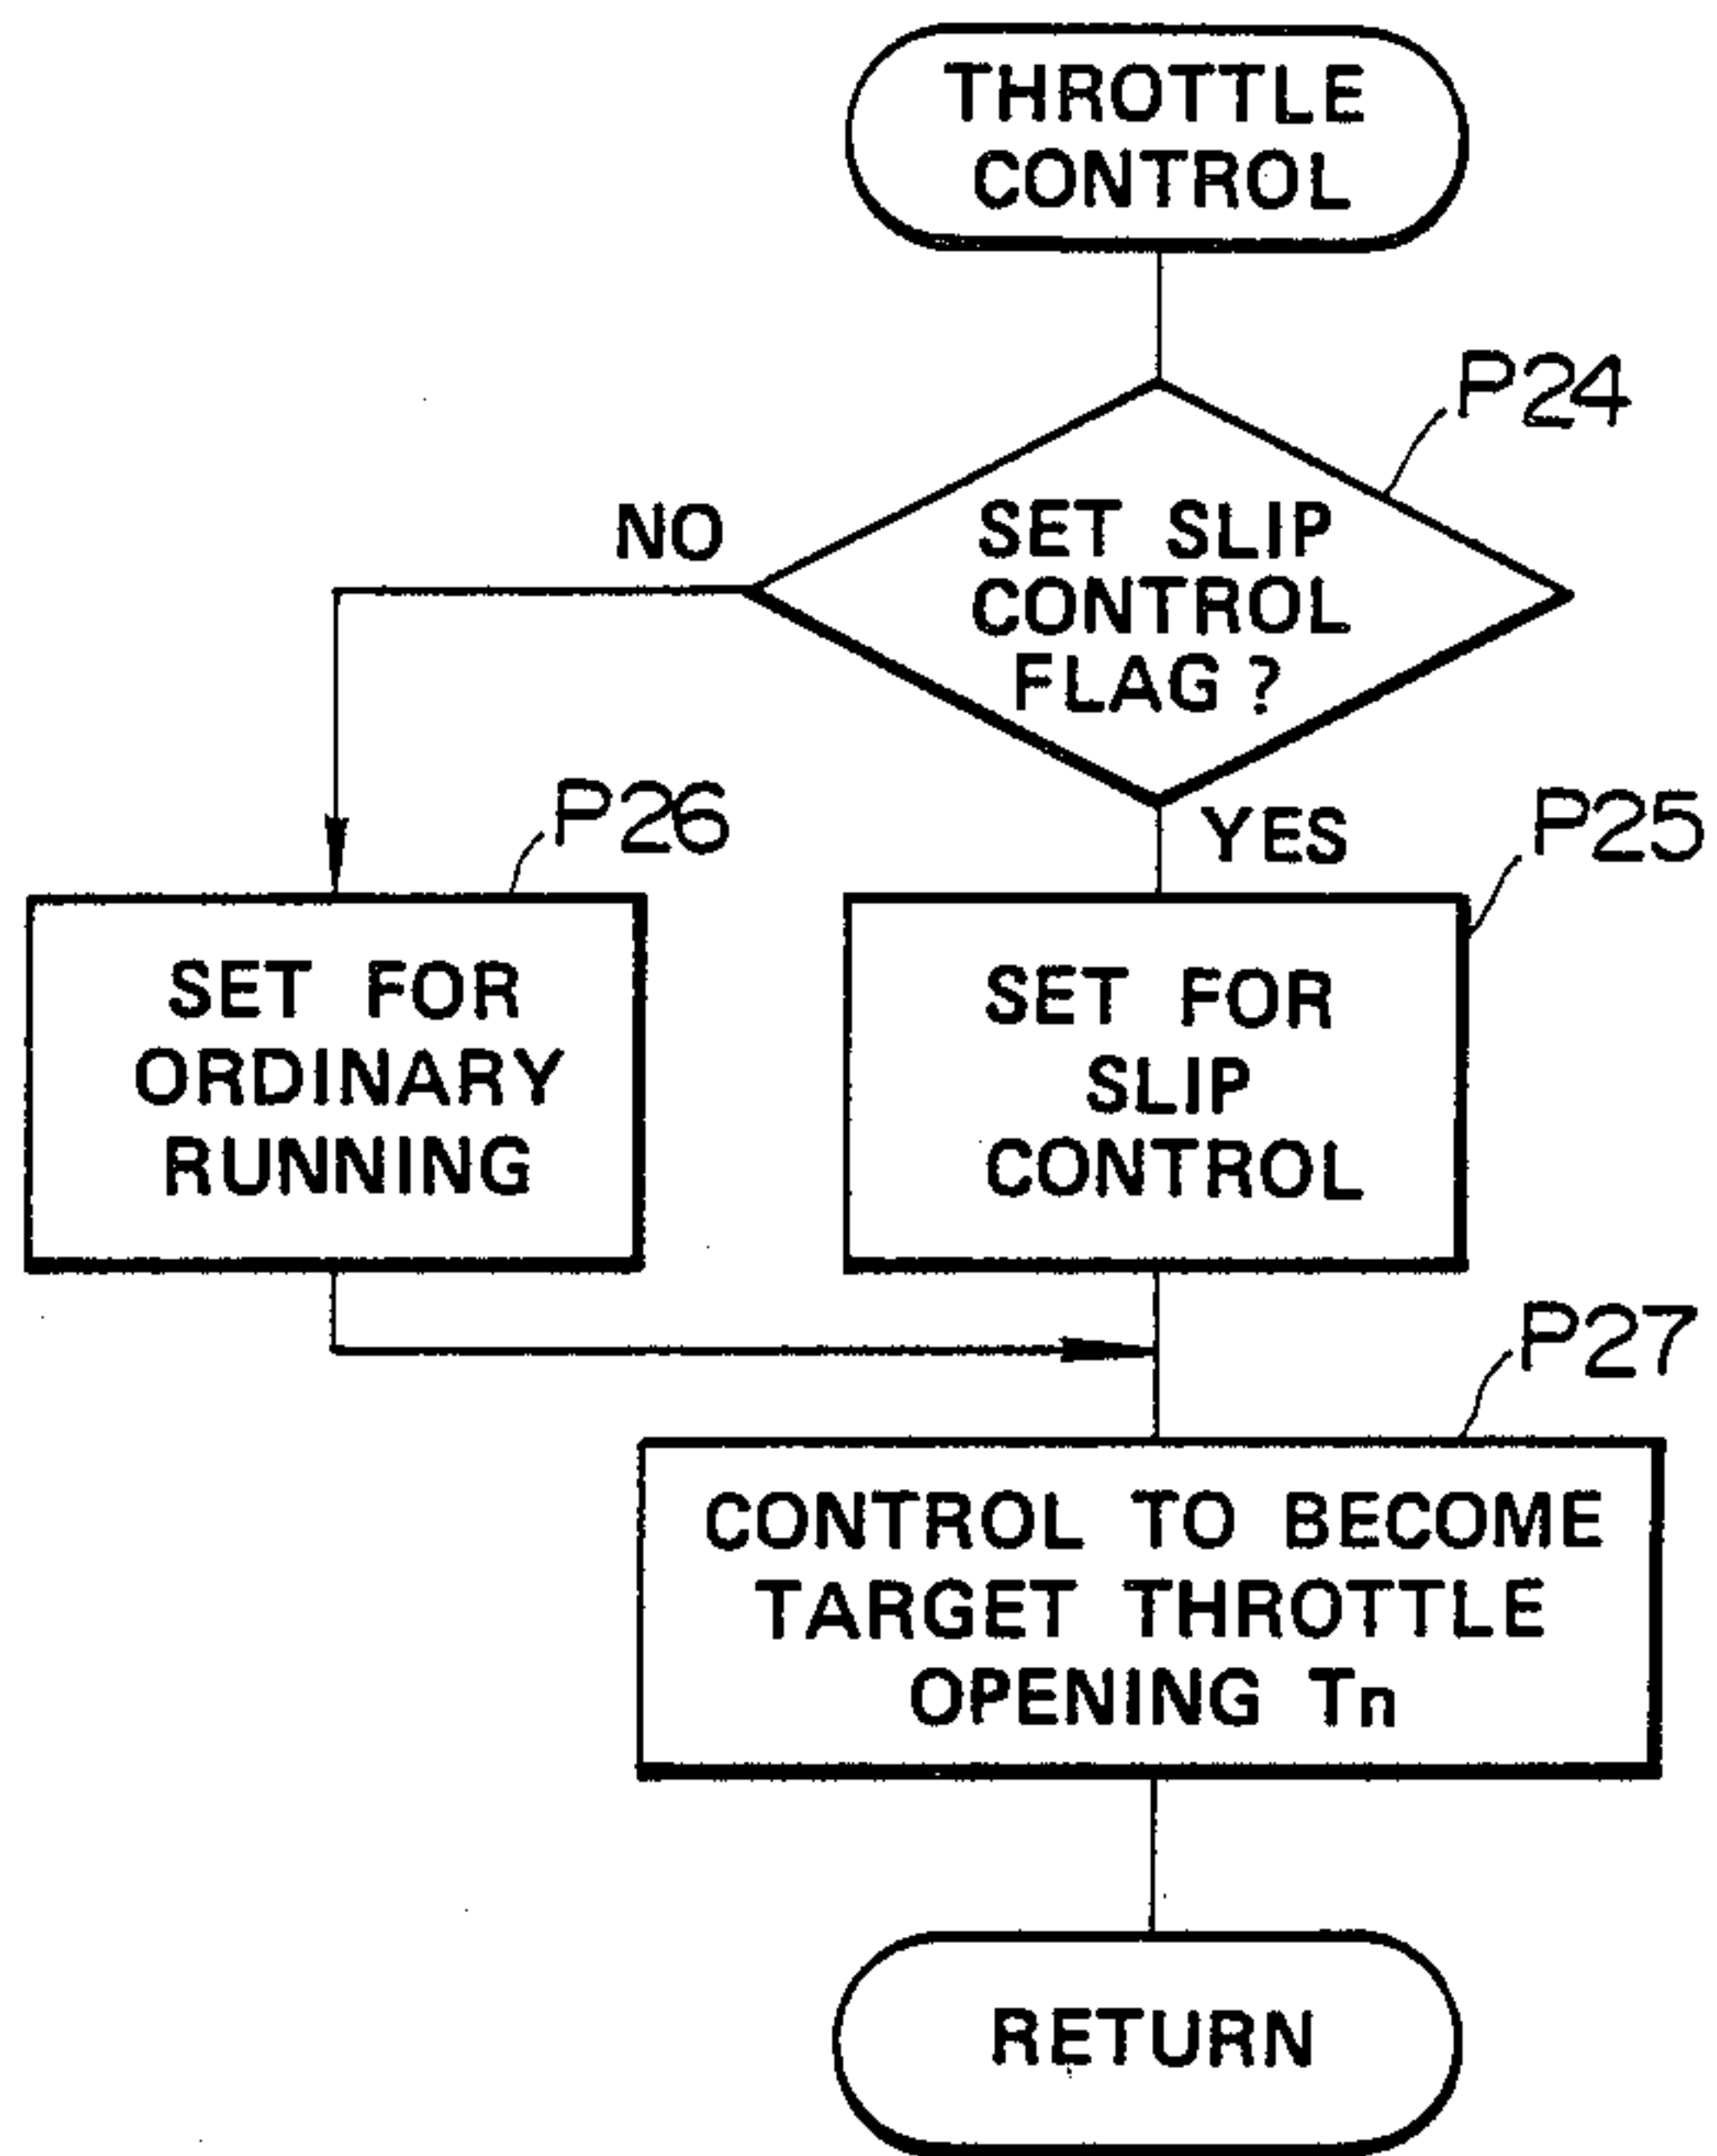 THROTTLE
CONTROL
P24
NO
SET SLIP
CONTROL
FLAG?
YES
P26
P25
SET FOR
ORDINARY
RUNNING
SET FOR
SLIP
CONTROL
P27
CONTROL TO BECOME
TARGET THROTTLE
OPENING Tn
RETURN